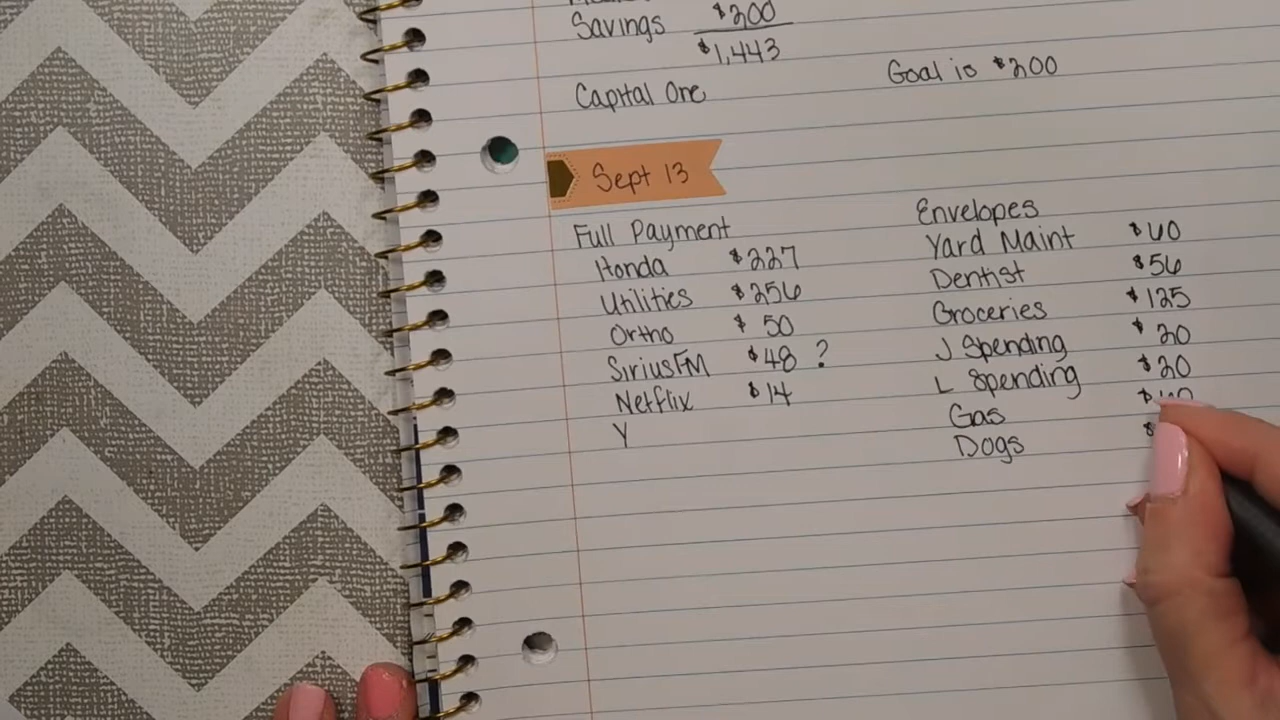 Savings $200
$1,443
Capital One Goal is $200
Sept 13
Full Payment
Honda $227
Utilities $256
Ortho $50
SiriusFM $48 ?
Netflix $14
Y
Envelopes
Yard Maint $60
Dentist $56
Groceries $125
J Spending $20
L Spending $20
Gas
Dogs $